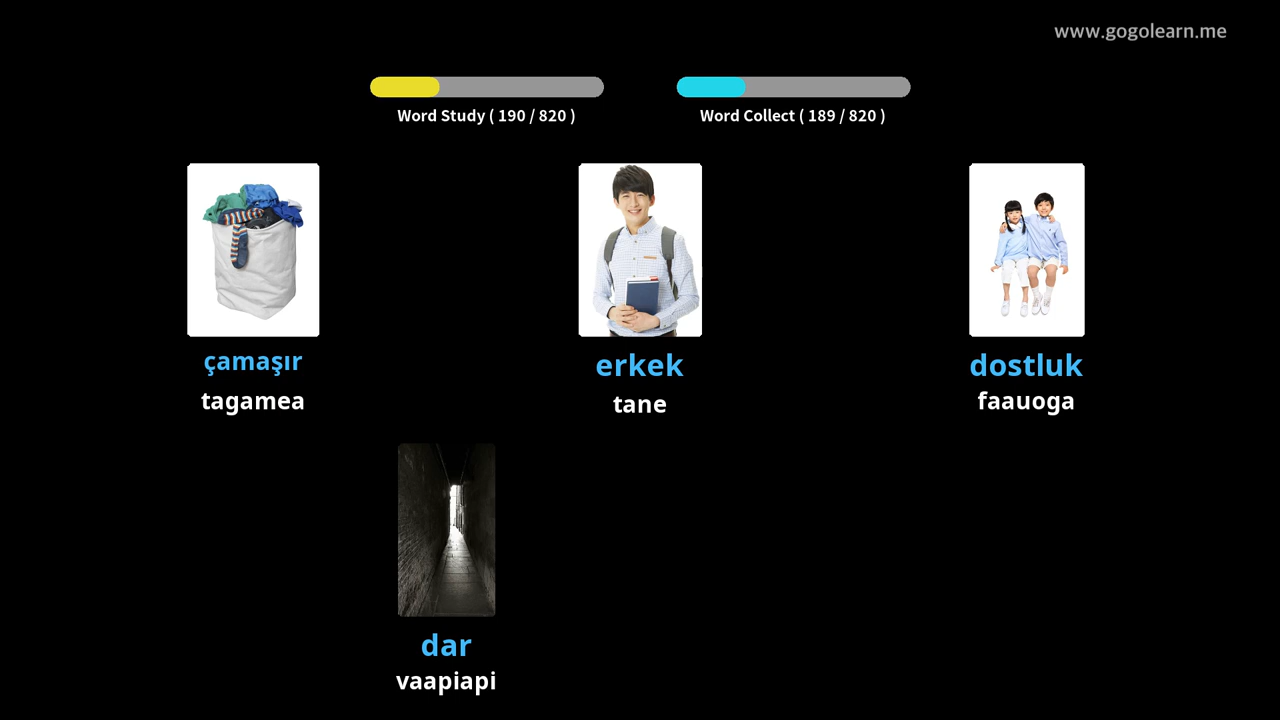 www.gogolearn.me
Word Study ( 190 / 820 )
Word Collect ( 189 / 820 )
çamaşır
tagamea
erkek
tane
dostluk
faauoga
dar
vaapiapi